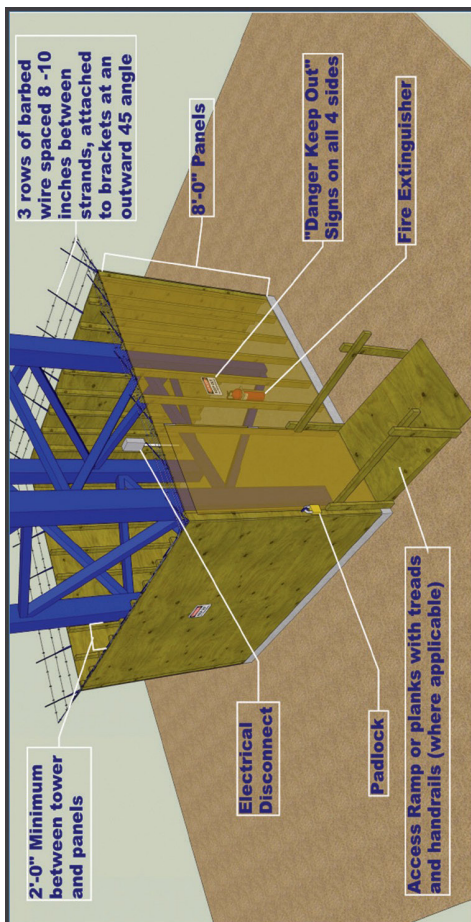 3 rows of barbed
wire spaced 8 -10
inches between
strands, attached
to brackets at an
outward 45 angle
8'-0" Panels
"Danger Keep Out"
Signs on all 4 sides
Fire Extinguisher
2'-0" Minimum
between tower
and panels
Electrical
Disconnect
Padlock
Access Ramp or planks with treads
and handrails (where applicable)